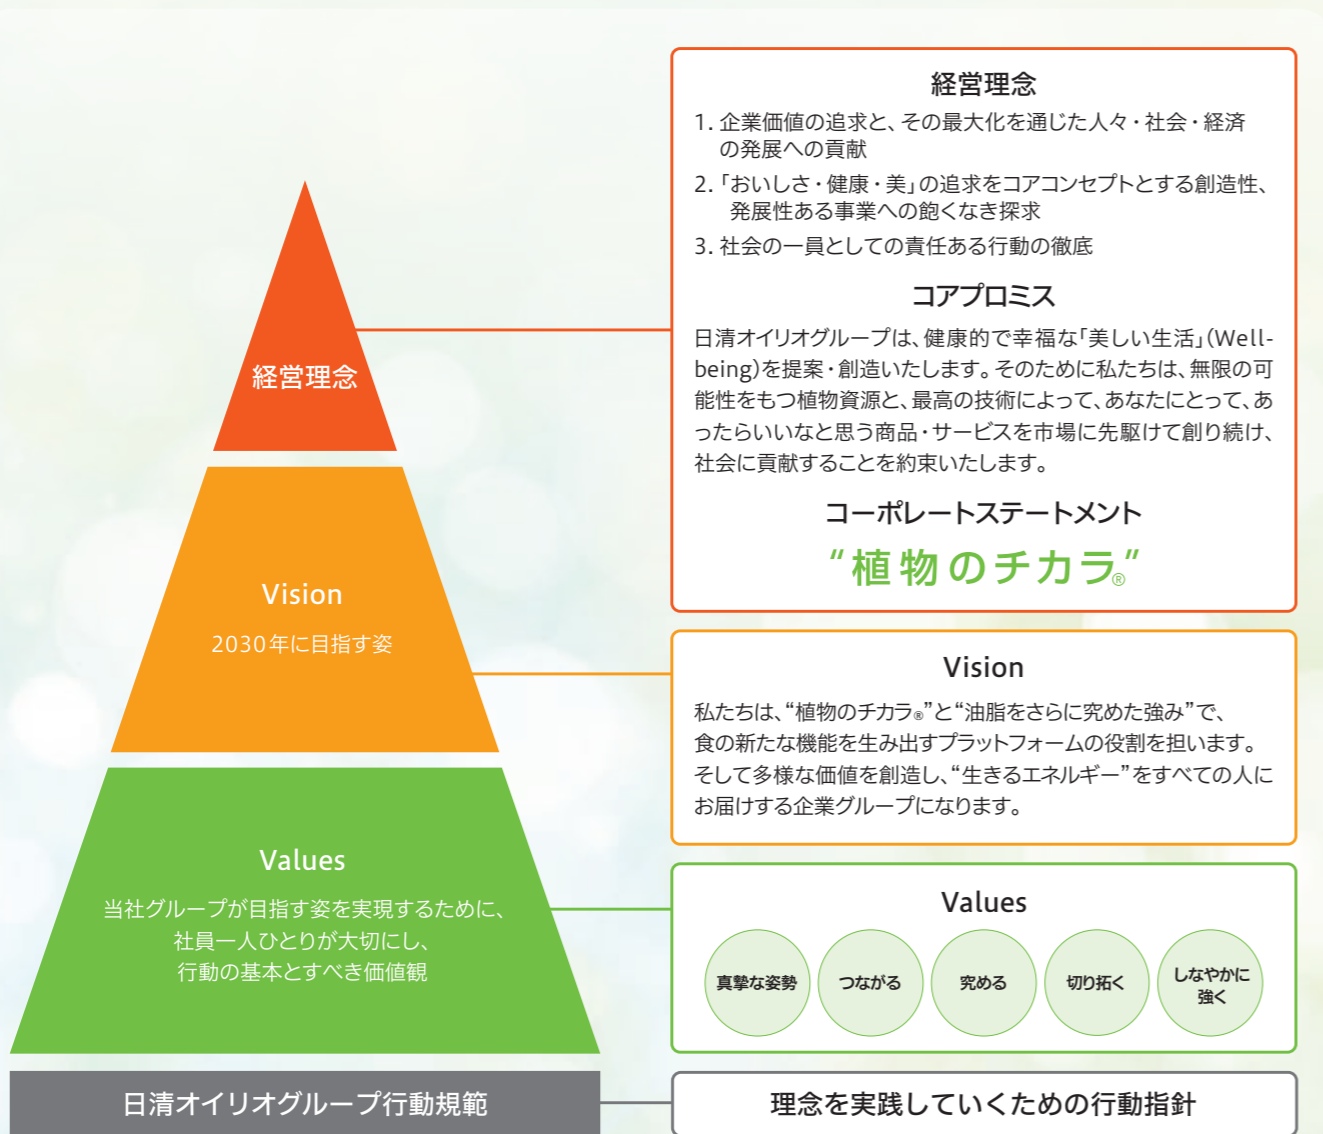 経営理念
Vision
2030年に目指す姿
Values
当社グループが目指す姿を実現するために、
社員一人ひとりが大切にし、
行動の基本とすべき価値観
日清オイリオグループ行動規範
経営理念
1. 企業価値の追求と、その最大化を通じた人々・社会・経済
の発展への貢献
2.「おいしさ・健康・美」の追求をコアコンセプトとする創造性、
発展性ある事業への飽くなき探求
3. 社会の一員としての責任ある行動の徹底
コアプロミス
日清オイリオグループは、健康的で幸福な「美しい生活」(Well-
being)を提案・創造いたします。そのために私たちは、無限の可
能性をもつ植物資源と、最高の技術によって、あなたにとって、あ
ったらいいなと思う商品・サービスを市場に先駆けて創り続け、
社会に貢献することを約束いたします。
コーポレートステートメント
“植物のチカラ®”
Vision
私たちは、“植物のチカラ®”と“油脂をさらに究めた強み”で、
食の新たな機能を生み出すプラットフォームの役割を担います。
そして多様な価値を創造し、“生きるエネルギー”をすべての人に
お届けする企業グループになります。
Values
真摯な姿勢
つながる
究める
切り拓く
しなやかに
強く
理念を実践していくための行動指針